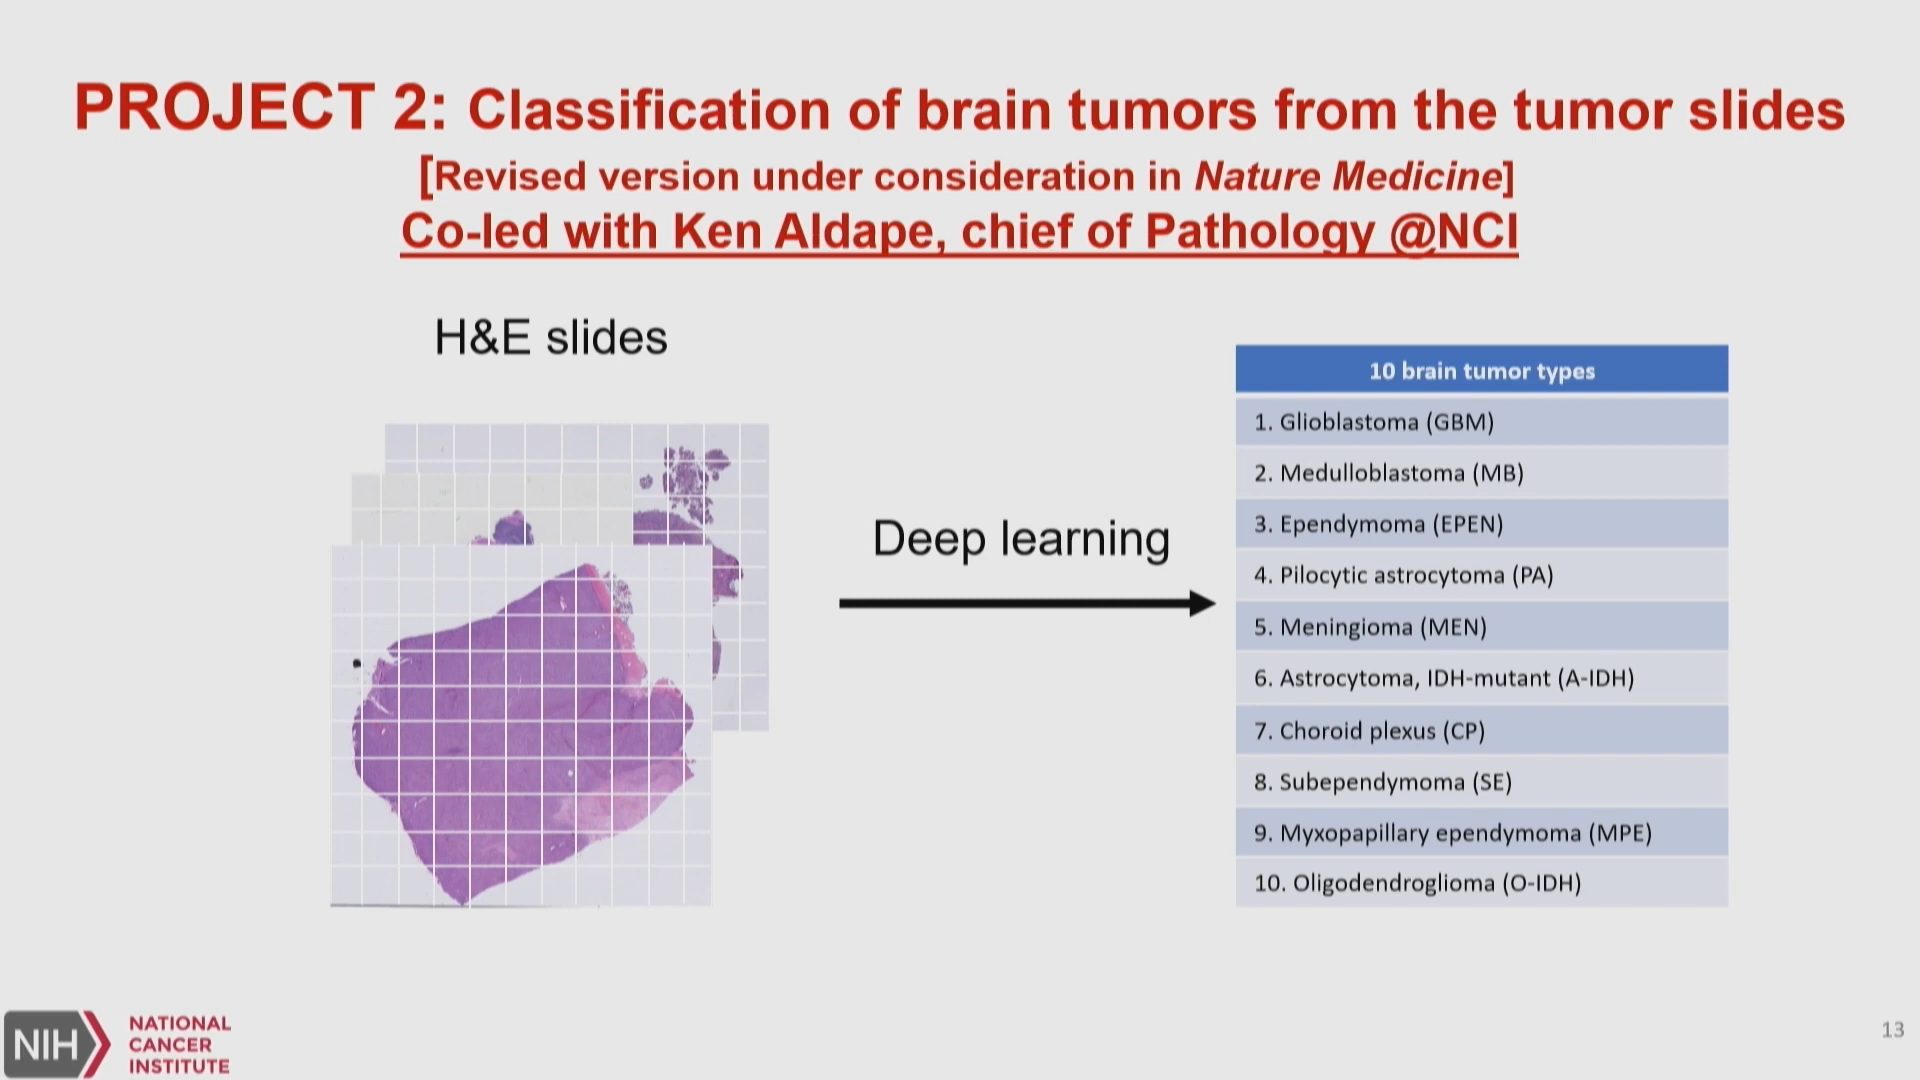 PROJECT 2: Classification of brain tumors from the tumor slides
[Revised version under consideration in Nature Medicine]
Co-led with Ken Aldape, chief of Pathology @NCI
H&E slides
Deep learning
10 brain tumor types
1. Glioblastoma (GBM)
2. Medulloblastoma (MB)
3. Ependymoma (EPEN)
4. Pilocytic astrocytoma (PA)
5. Meningioma (MEN)
6. Astrocytoma, IDH-mutant (A-IDH)
7. Choroid plexus (CP)
8. Subependymoma (SE)
9. Myxopapillary ependymoma (MPE)
10. Oligodendroglioma (O-IDH)
NIH
NATIONAL
CANCER
INSTITUTE
13